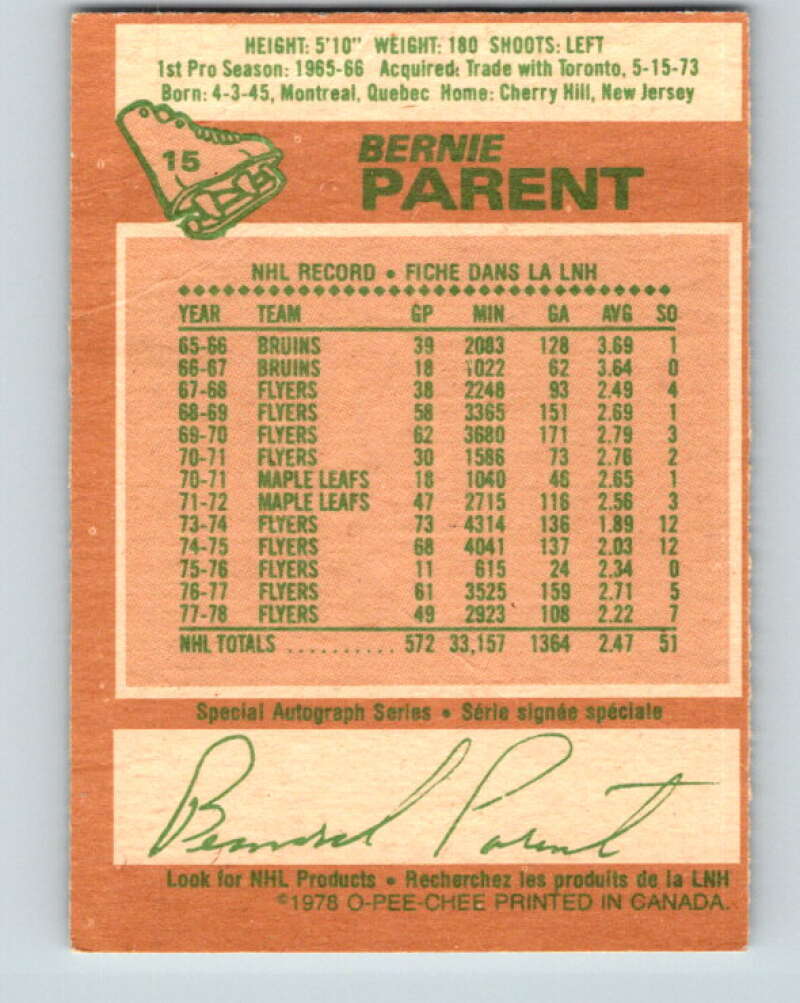 HEIGHT: 5'10" WEIGHT: 180 SHOOTS: LEFT
1st Pro Season: 1965-66 Acquired: Trade with Toronto, 5-15-73
Born: 4-3-45, Montreal, Quebec Home: Cherry Hill, New Jersey
15
BERNIE
PARENT
NHL RECORD • FICHE DANS LA LNH
YEAR TEAM GP MIN GA AVG SO
65-66 BRUINS 39 2083 128 3.69 1
66-67 BRUINS 18 1022 62 3.64 0
67-68 FLYERS 38 2248 93 2.49 4
68-69 FLYERS 58 3365 151 2.69 1
69-70 FLYERS 62 3680 171 2.79 3
70-71 FLYERS 30 1586 73 2.76 2
70-71 MAPLE LEAFS 18 1040 46 2.65 1
71-72 MAPLE LEAFS 47 2715 116 2.56 3
73-74 FLYERS 73 4314 136 1.89 12
74-75 FLYERS 68 4041 137 2.03 12
75-76 FLYERS 11 615 24 2.34 0
76-77 FLYERS 61 3525 159 2.71 5
77-78 FLYERS 49 2923 108 2.22 7
NHL TOTALS .......... 572 33,157 1364 2.47 51
Special Autograph Series • Série signée spéciale
Bernard Parent
Look for NHL Products • Recherchez les produits de la LNH
©1978 O-PEE-CHEE PRINTED IN CANADA.